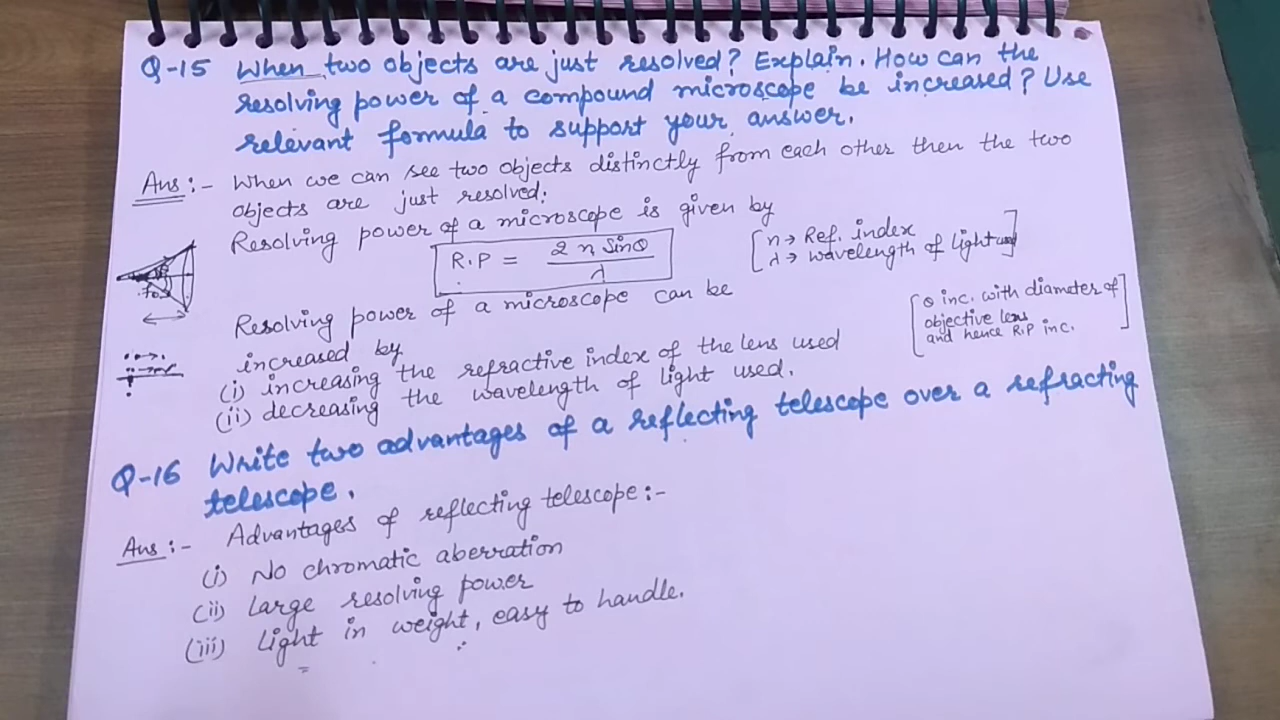 Q-15 When two objects are just resolved? Explain. How can the
resolving power of a compound microscope be increased? Use
relevant formula to support your answer.
Ans :- When we can see two objects distinctly from each other then the two
objects are just resolved.
Resolving power of a microscope is given by
R.P = 2 n sinθ / λ
[n → Ref. index
λ → wavelength of light used]
Resolving power of a microscope can be
increased by
[θ inc. with diameter of
objective lens
and hence R.P inc.]
(i) increasing the refractive index of the lens used
(ii) decreasing the wavelength of light used.
Q-16 Write two advantages of a reflecting telescope over a refracting
telescope.
Ans :- Advantages of reflecting telescope :-
(i) No chromatic aberration
(ii) Large resolving power
(iii) Light in weight, easy to handle.